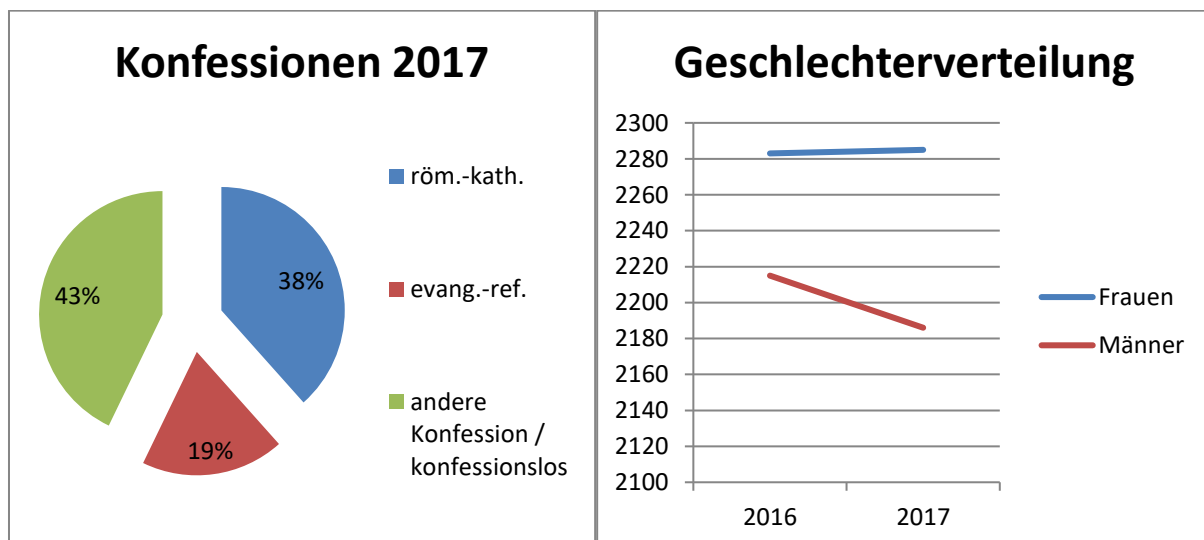 Konfessionen 2017
43%
38%
19%
röm.-kath.
evang.-ref.
andere
Konfession /
konfessionslos
Geschlechterverteilung
2300
2280
2260
2240
2220
2200
2180
2160
2140
2120
2100
2016
2017
Frauen
Männer